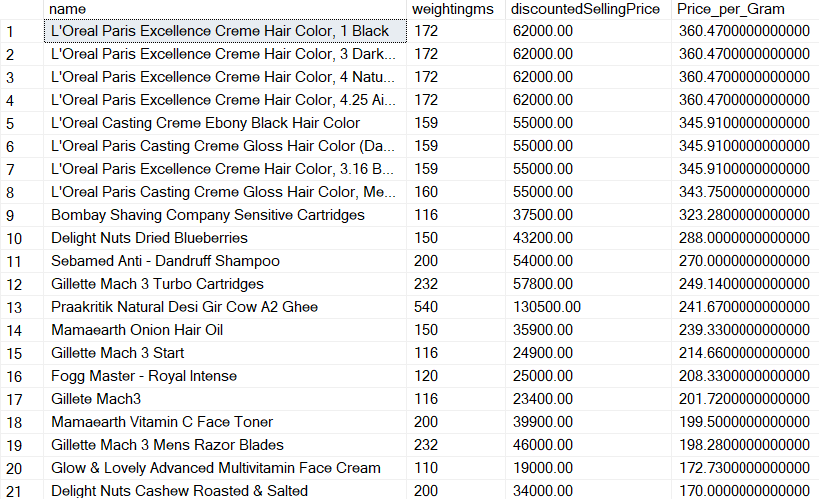 name weightingms discountedSellingPrice Price_per_Gram
1 L'Oreal Paris Excellence Creme Hair Color, 1 Black 172 62000.00 360.4700000000000
2 L'Oreal Paris Excellence Creme Hair Color, 3 Dark... 172 62000.00 360.4700000000000
3 L'Oreal Paris Excellence Creme Hair Color, 4 Natu... 172 62000.00 360.4700000000000
4 L'Oreal Paris Excellence Creme Hair Color, 4.25 Ai... 172 62000.00 360.4700000000000
5 L'Oreal Casting Creme Ebony Black Hair Color 159 55000.00 345.9100000000000
6 L'Oreal Paris Casting Creme Gloss Hair Color (Da... 159 55000.00 345.9100000000000
7 L'Oreal Paris Excellence Creme Hair Color, 3.16 B... 159 55000.00 345.9100000000000
8 L'Oreal Paris Casting Creme Gloss Hair Color, Me... 160 55000.00 343.7500000000000
9 Bombay Shaving Company Sensitive Cartridges 116 37500.00 323.2800000000000
10 Delight Nuts Dried Blueberries 150 43200.00 288.0000000000000
11 Sebamed Anti - Dandruff Shampoo 200 54000.00 270.0000000000000
12 Gillette Mach 3 Turbo Cartridges 232 57800.00 249.1400000000000
13 Praakritik Natural Desi Gir Cow A2 Ghee 540 130500.00 241.6700000000000
14 Mamaearth Onion Hair Oil 150 35900.00 239.3300000000000
15 Gillette Mach 3 Start 116 24900.00 214.6600000000000
16 Fogg Master - Royal Intense 120 25000.00 208.3300000000000
17 Gillete Mach3 116 23400.00 201.7200000000000
18 Mamaearth Vitamin C Face Toner 200 39900.00 199.5000000000000
19 Gillette Mach 3 Mens Razor Blades 232 46000.00 198.2800000000000
20 Glow & Lovely Advanced Multivitamin Face Cream 110 19000.00 172.7300000000000
21 Delight Nuts Cashew Roasted & Salted 200 34000.00 170.0000000000000